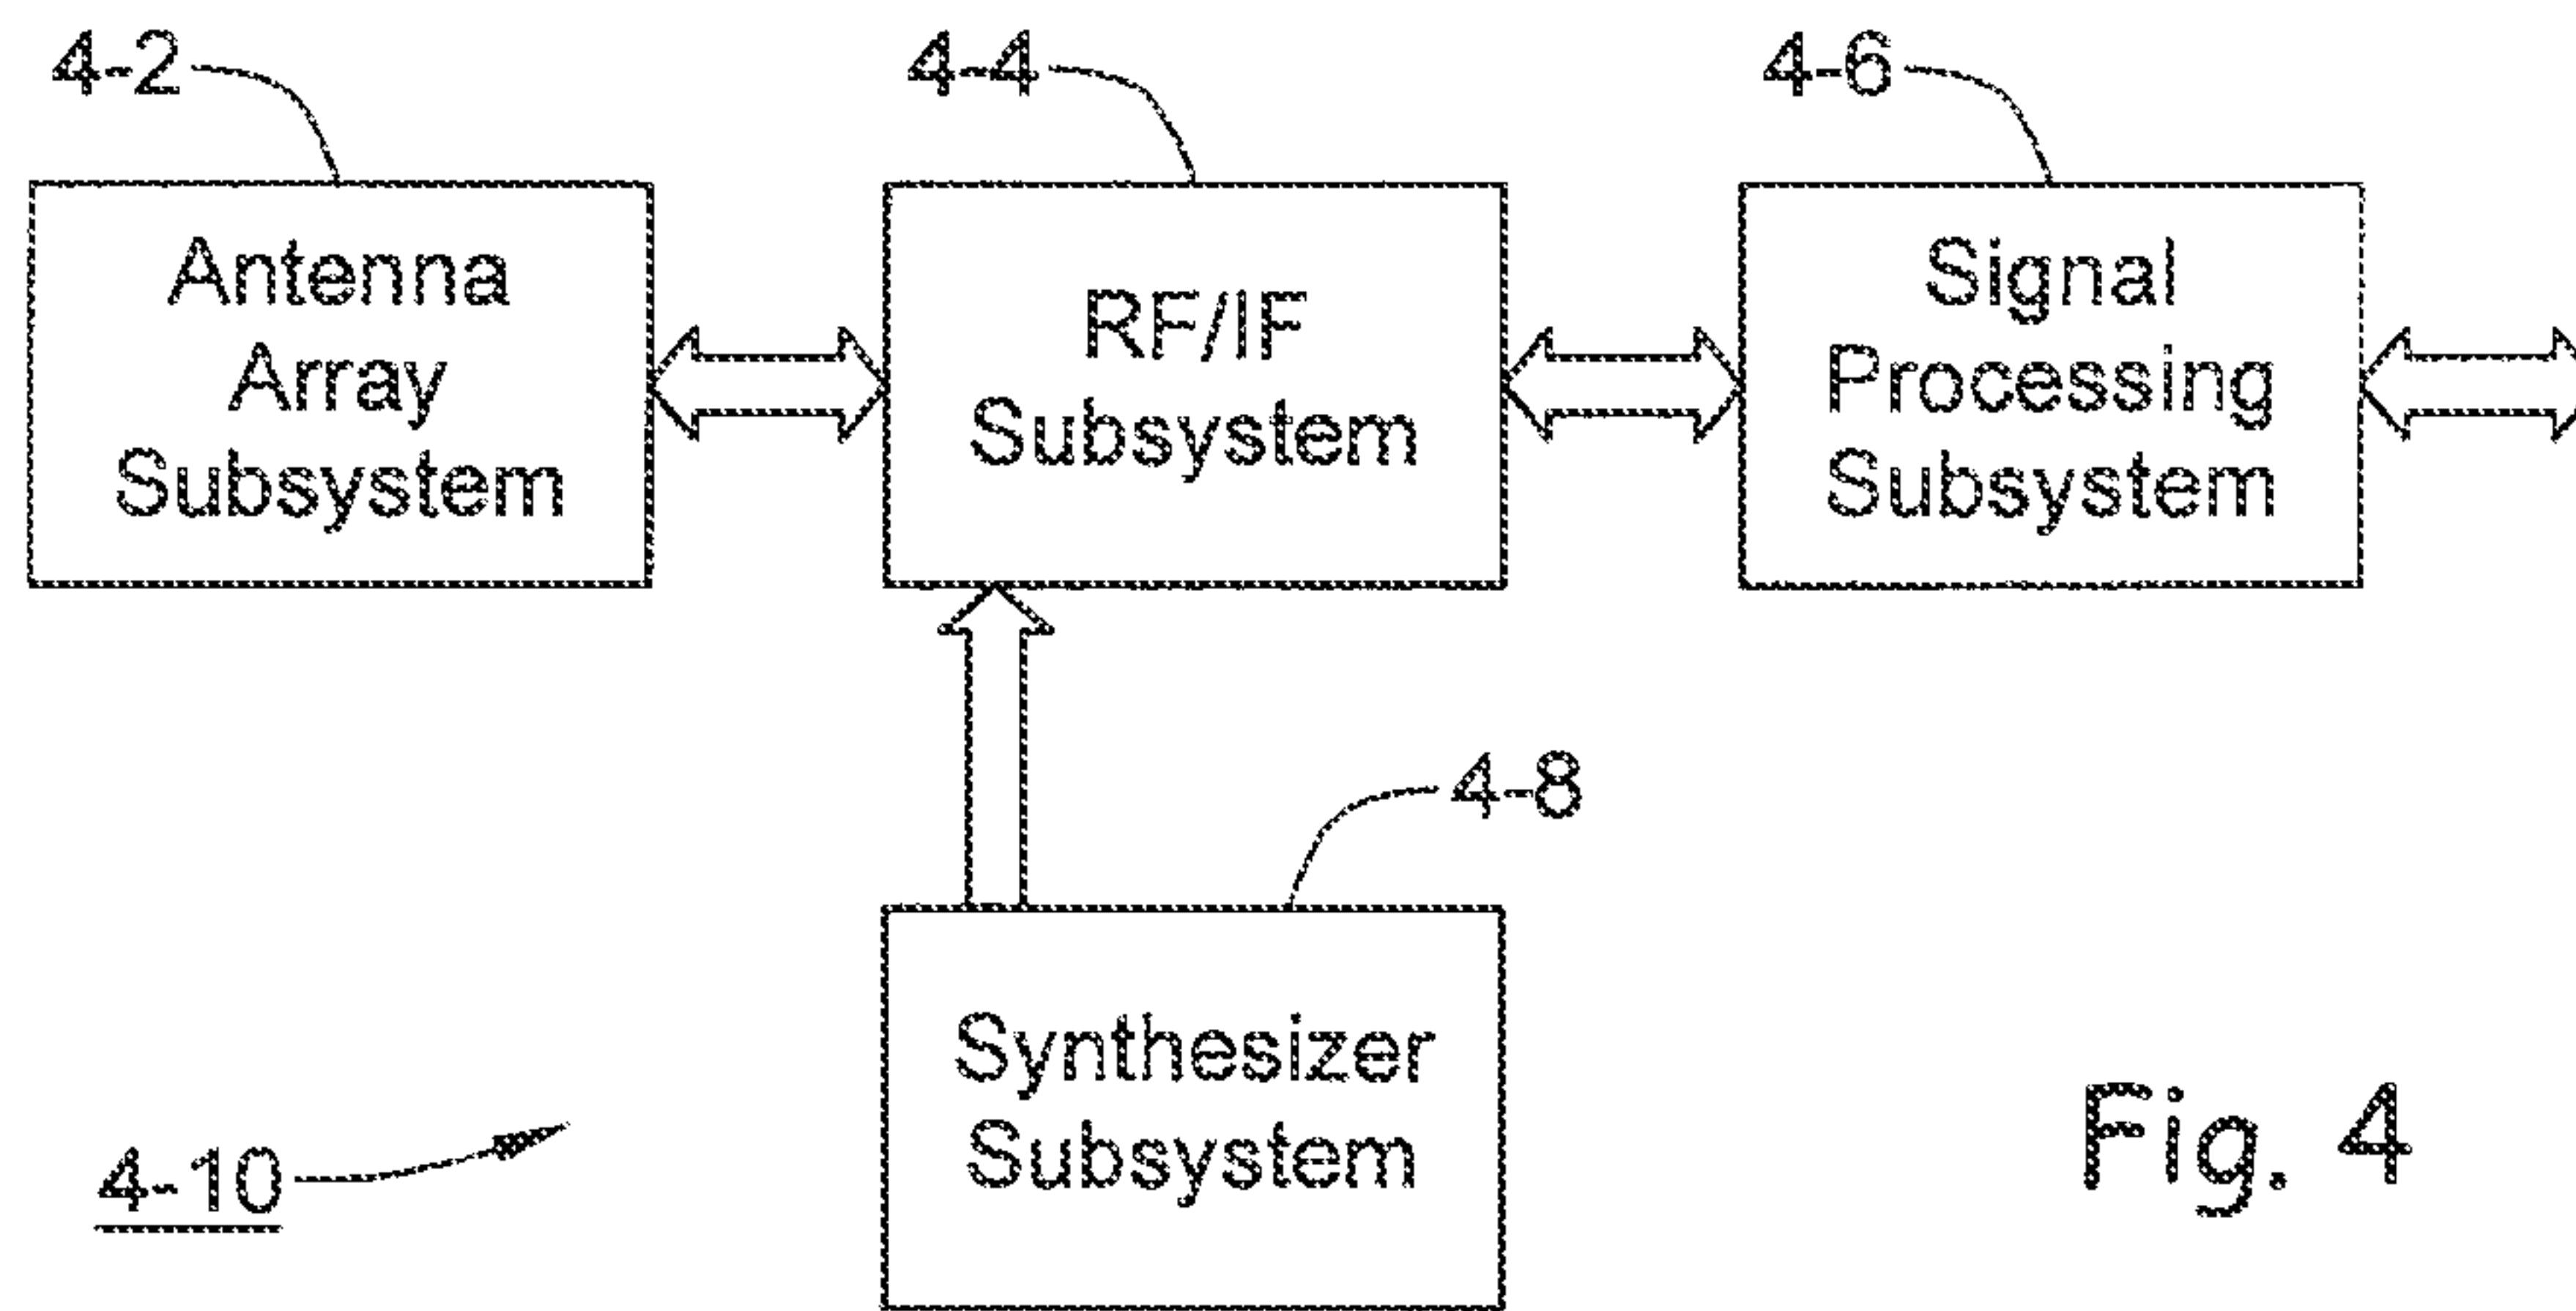 4-2
4-4
4-6
Antenna
Array
Subsystem
RF/IF
Subsystem
Signal
Processing
Subsystem
4-8
Synthesizer
Subsystem
4-10
Fig. 4